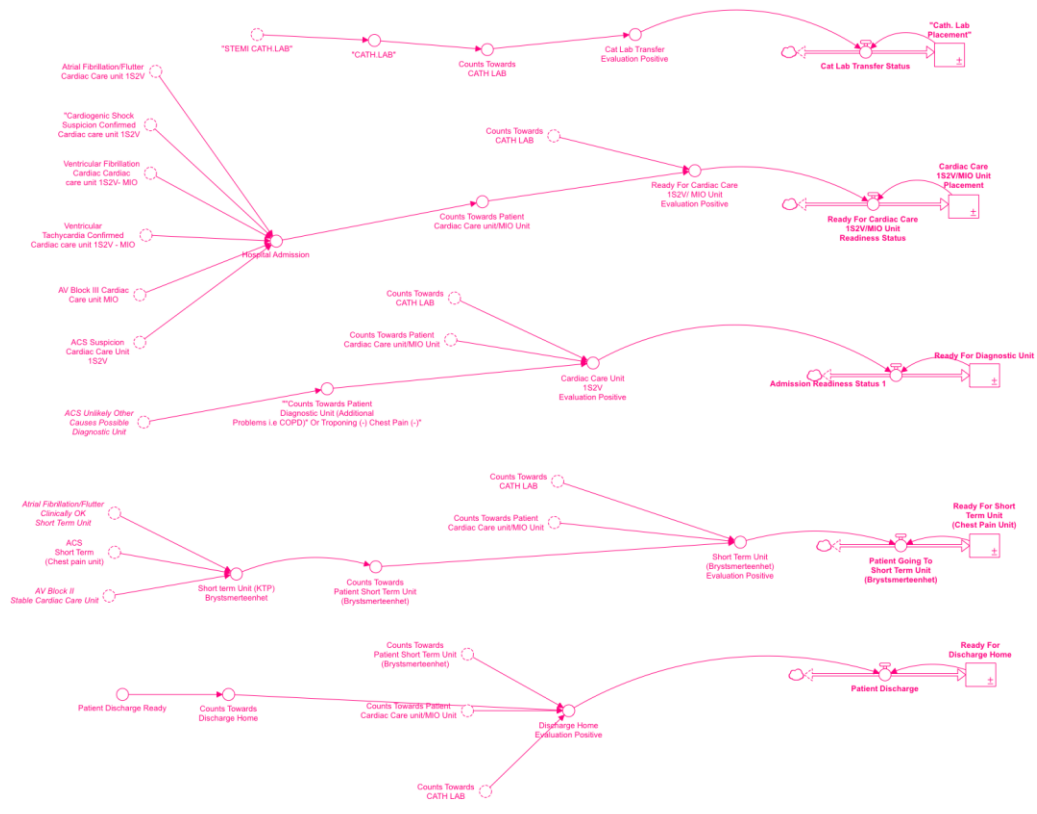 "STEMI CATH.LAB"
"CATH.LAB"
Counts Towards
CATH LAB
Cat Lab Transfer
Evaluation Positive
Cat Lab Transfer Status
"Cath. Lab
Placement"
Atrial Fibrillation/Flutter
Cardiac Care unit 1S2V
"Cardiogenic Shock
Suspicion Confirmed
Cardiac care unit 1S2V
Ventricular Fibrillation
Cardiac Cardiac
care unit 1S2V- MIO
Ventricular
Tachycardia Confirmed
Cardiac care unit 1S2V - MIO
AV Block III Cardiac
Care unit MIO
ACS Suspicion
Cardiac Care Unit
1S2V
Hospital Admission
Counts Towards Patient
Cardiac Care unit/MIO Unit
Counts Towards
CATH LAB
Ready For Cardiac Care
1S2V/ MIO Unit
Evaluation Positive
Ready For Cardiac Care
1S2V/MIO Unit
Readiness Status
Cardiac Care
1S2V/MIO Unit
Placement
Counts Towards
CATH LAB
Counts Towards Patient
Cardiac Care unit/MIO Unit
ACS Unlikely Other
Causes Possible
Diagnostic Unit
""Counts Towards Patient
Diagnostic Unit (Additional
Problems i.e COPD)" Or Troponing (-) Chest Pain (-)"
Cardiac Care Unit
1S2V
Evaluation Positive
Admission Readiness Status 1
Ready For Diagnostic Unit
Atrial Fibrillation/Flutter
Clinically OK
Short Term Unit
ACS
Short Term
(Chest pain unit)
AV Block II
Stable Cardiac Care Unit
Short term Unit (KTP)
Brystsmerteenhet
Counts Towards
Patient Short Term Unit
(Brystsmerteenhet)
Counts Towards
CATH LAB
Counts Towards Patient
Cardiac Care unit/MIO Unit
Short Term Unit
(Brystsmerteenhet)
Evaluation Positive
Patient Going To
Short Term Unit
(Brystsmerteenhet)
Ready For Short
Term Unit
(Chest Pain Unit)
Counts Towards
Patient Short Term Unit
(Brystsmerteenhet)
Patient Discharge Ready
Counts Towards
Discharge Home
Counts Towards Patient
Cardiac Care unit/MIO Unit
Counts Towards
CATH LAB
Discharge Home
Evaluation Positive
Patient Discharge
Ready For
Discharge Home